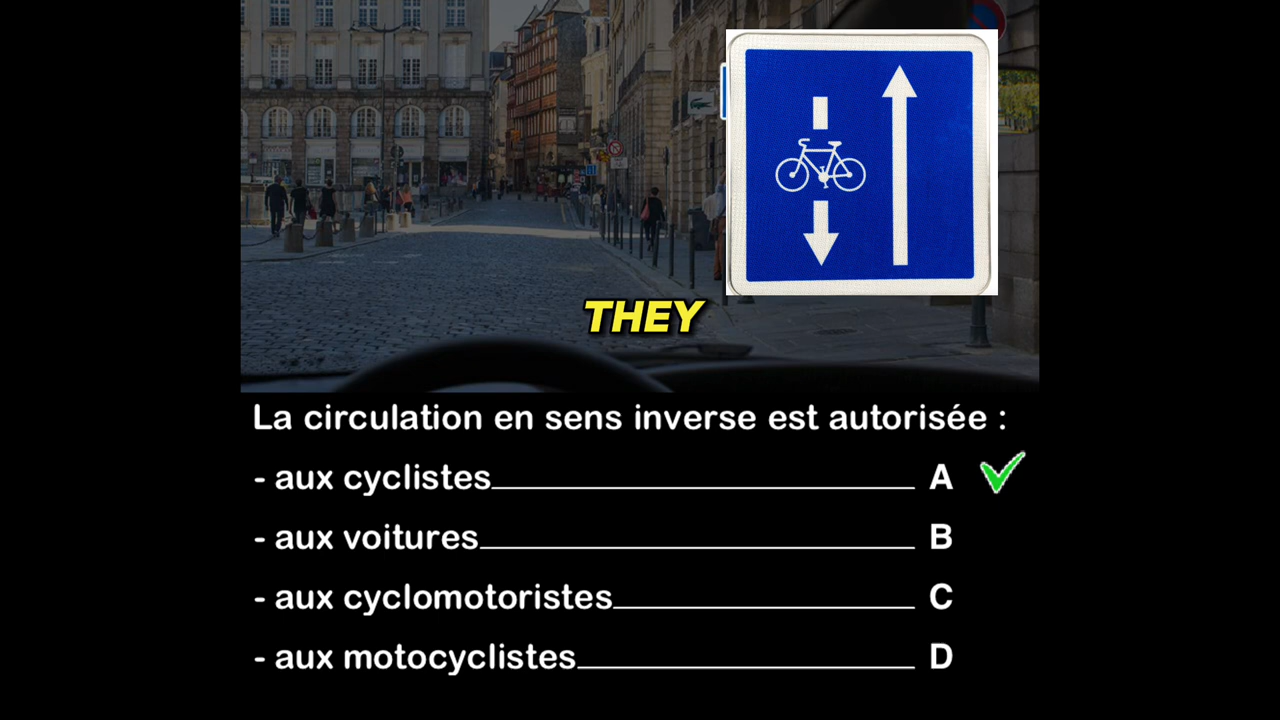 THEY
La circulation en sens inverse est autorisée :
- aux cyclistes A
- aux voitures B
- aux cyclomotoristes C
- aux motocyclistes D